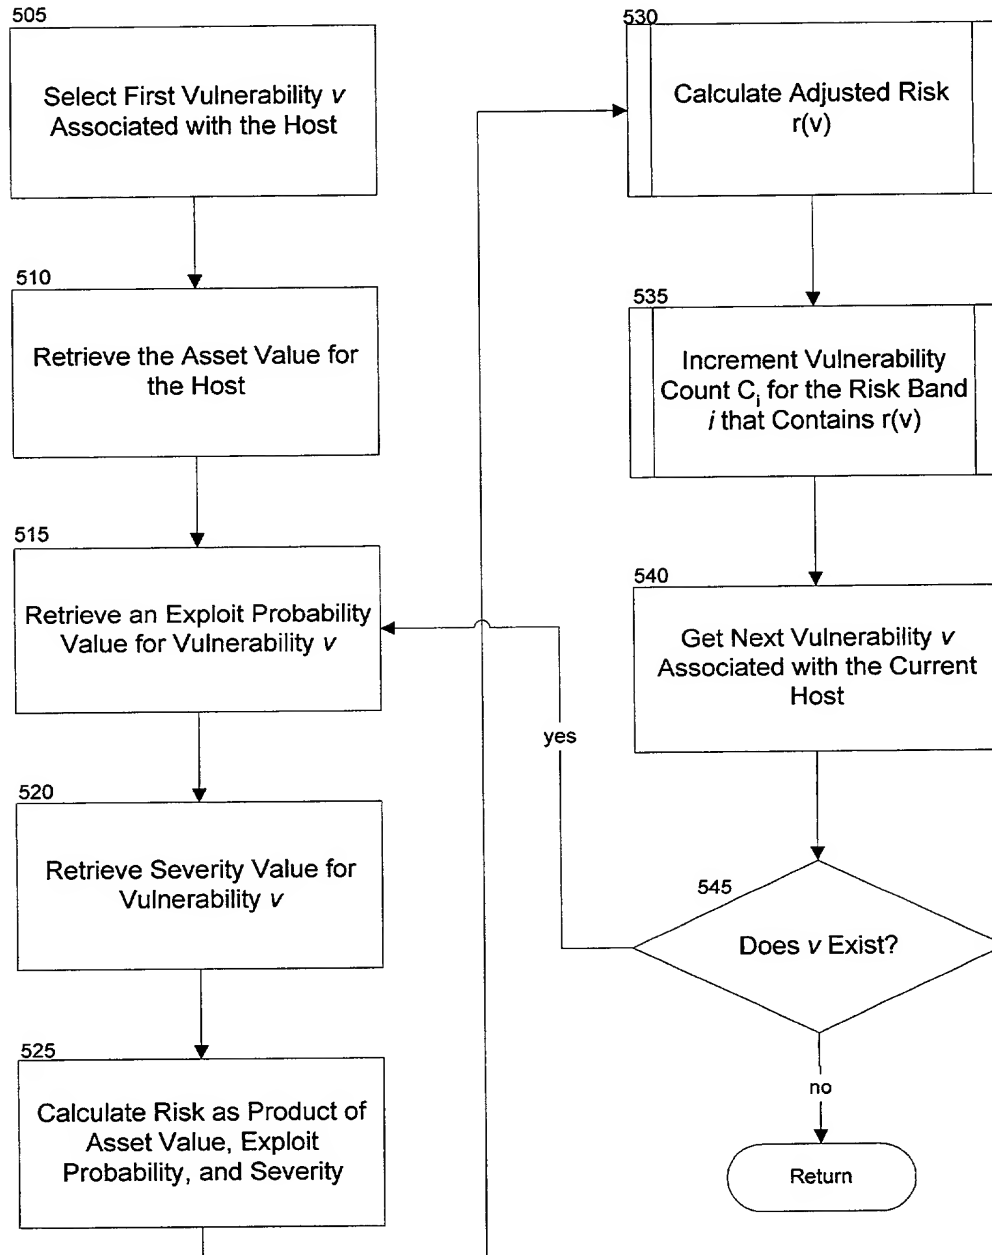 505
Select First Vulnerability v
Associated with the Host
510
Retrieve the Asset Value for
the Host
515
Retrieve an Exploit Probability
Value for Vulnerability v
520
Retrieve Severity Value for
Vulnerability v
525
Calculate Risk as Product of
Asset Value, Exploit
Probability, and Severity
530
Calculate Adjusted Risk
r(v)
535
Increment Vulnerability
Count Ci for the Risk Band
i that Contains r(v)
540
Get Next Vulnerability v
Associated with the Current
Host
yes
545
Does v Exist?
no
Return